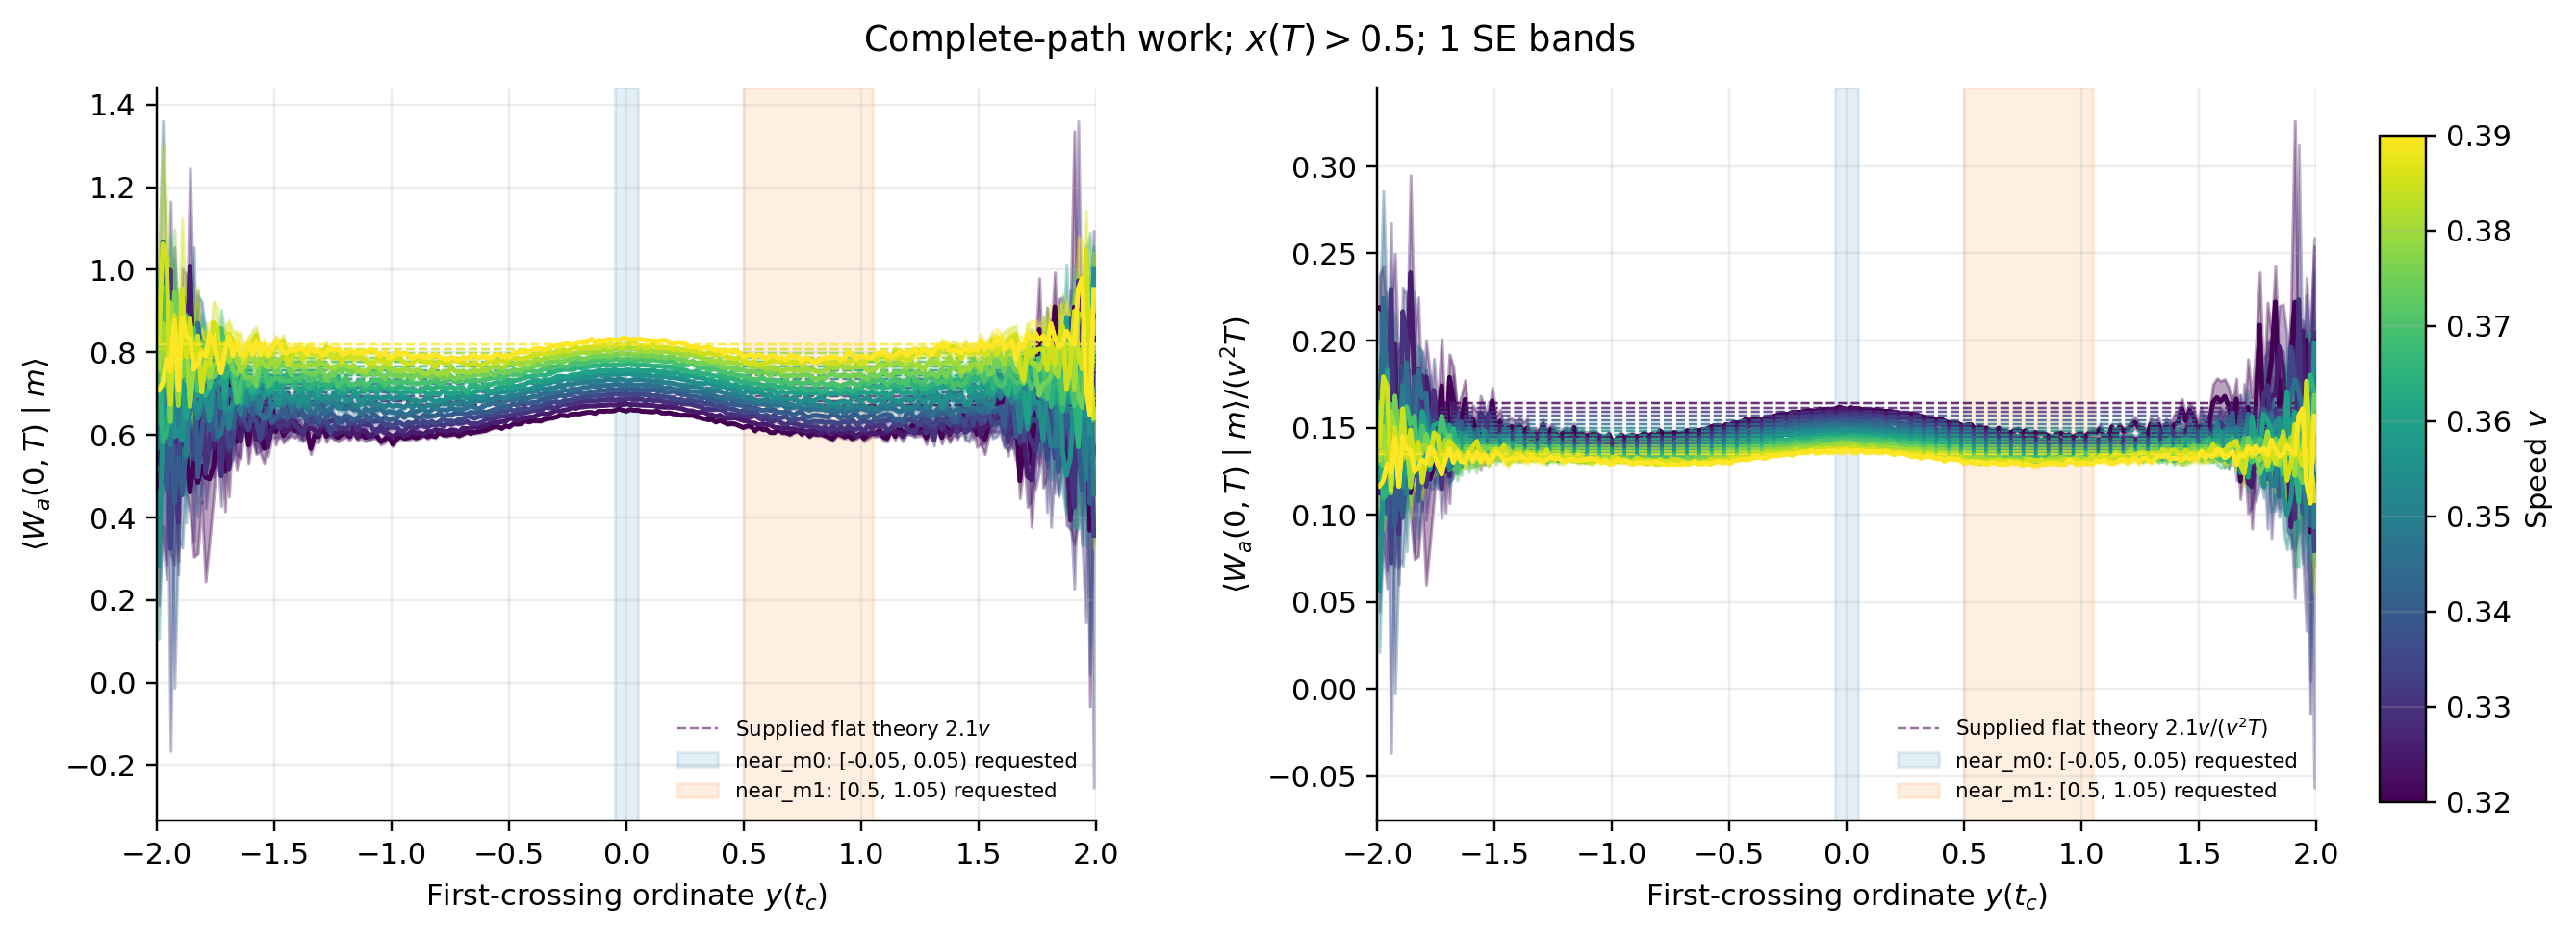 Complete-path work; x(T) > 0.5; 1 SE bands
⟨W_a(0, T) | m⟩
1.4
1.2
1.0
0.8
0.6
0.4
0.2
0.0
−0.2
Supplied flat theory 2.1v
near_m0: [-0.05, 0.05) requested
near_m1: [0.5, 1.05) requested
−2.0 −1.5 −1.0 −0.5 0.0 0.5 1.0 1.5 2.0
First-crossing ordinate y(t_c)
⟨W_a(0, T) | m⟩/(v²T)
0.30
0.25
0.20
0.15
0.10
0.05
0.00
−0.05
Supplied flat theory 2.1v/(v²T)
near_m0: [-0.05, 0.05) requested
near_m1: [0.5, 1.05) requested
−2.0 −1.5 −1.0 −0.5 0.0 0.5 1.0 1.5 2.0
First-crossing ordinate y(t_c)
0.39
0.38
0.37
0.36
0.35
0.34
0.33
0.32
Speed v